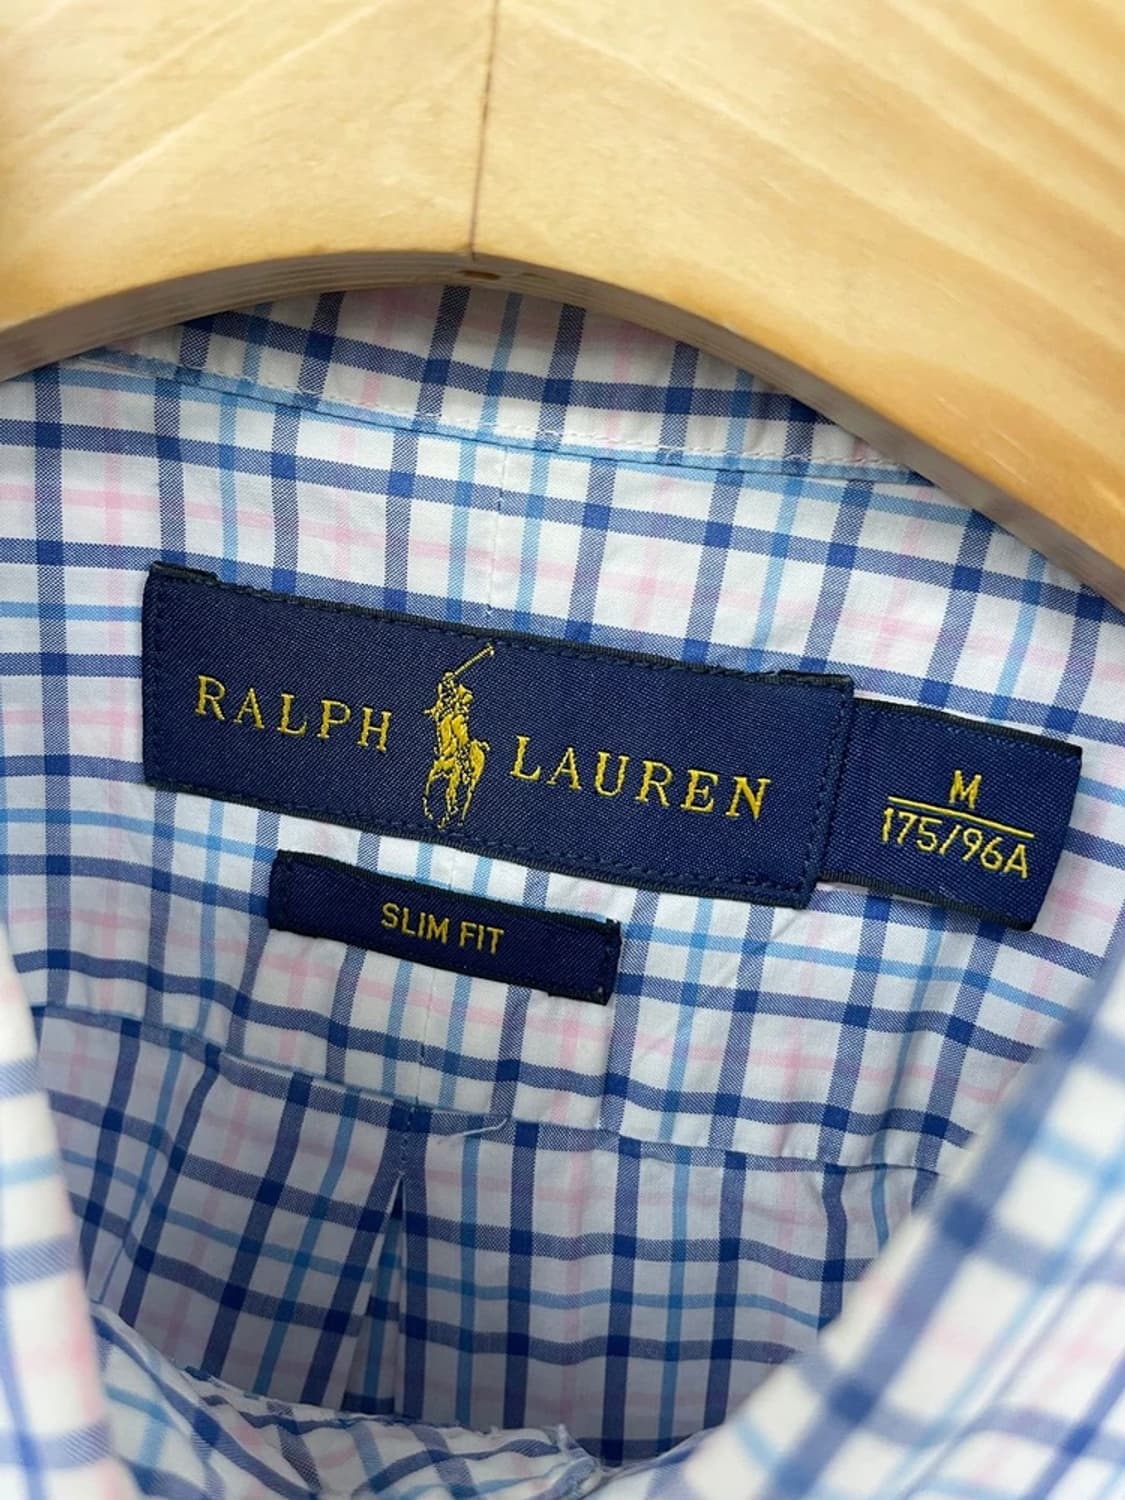 RALPH LAUREN
M
175/96A
SLIM FIT